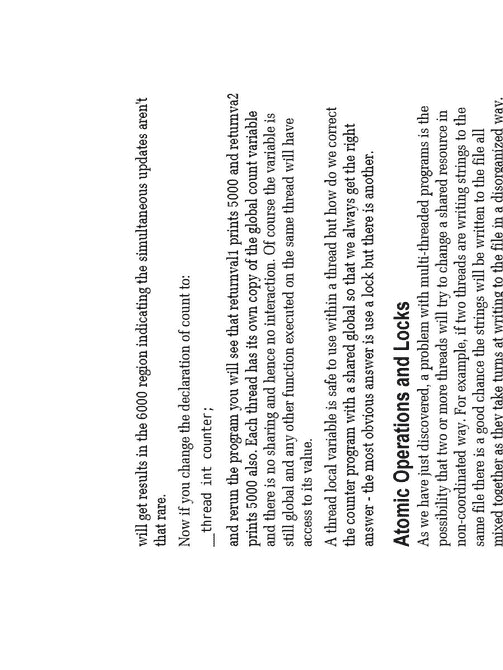 will get results in the 6000 region indicating the simultaneous updates aren't
that rare.
Now if you change the declaration of count to:
__thread int counter;
and rerun the program you will see that returnval1 prints 5000 and returnva2
prints 5000 also. Each thread has its own copy of the global count variable
and there is no sharing and hence no interaction. Of course the variable is
still global and any other function executed on the same thread will have
access to its value.
A thread local variable is safe to use within a thread but how do we correct
the counter program with a shared global so that we always get the right
answer - the most obvious answer is use a lock but there is another.
Atomic Operations and Locks
As we have just discovered, a problem with multi-threaded programs is the
possibility that two or more threads will try to change a shared resource in
non-coordinated way. For example, if two threads are writing strings to the
same file there is a good chance the strings will be written to the file all
mixed together as they take turns at writing to the file in a disorganized way.